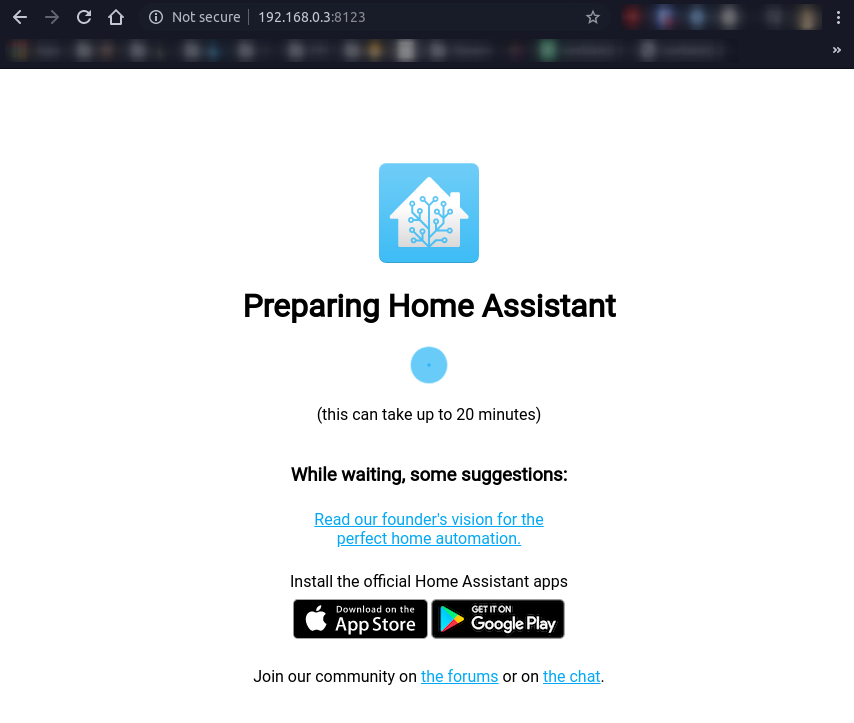 Not secure | 192.168.0.3:8123
»
Preparing Home Assistant
(this can take up to 20 minutes)
While waiting, some suggestions:
Read our founder's vision for the
perfect home automation.
Install the official Home Assistant apps
Download on the
App Store
GET IT ON
Google Play
Join our community on the forums or on the chat.